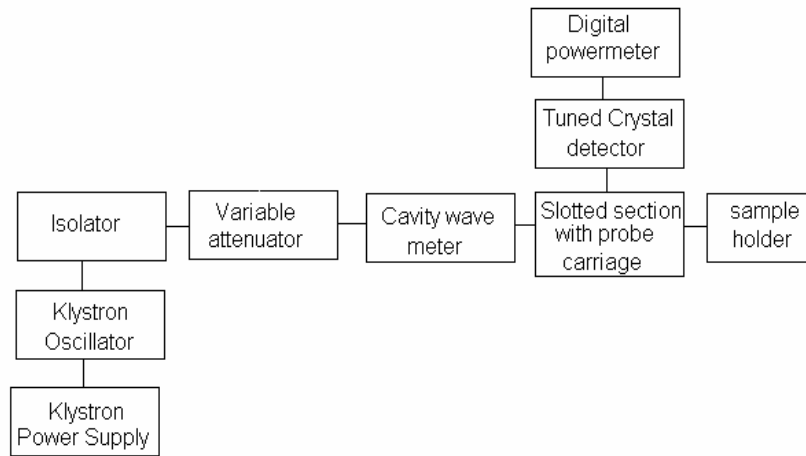 Digital
powermeter
Tuned Crystal
detector
Isolator
Variable
attenuator
Cavity wave
meter
Slotted section
with probe
carriage
sample
holder
Klystron
Oscillator
Klystron
Power Supply